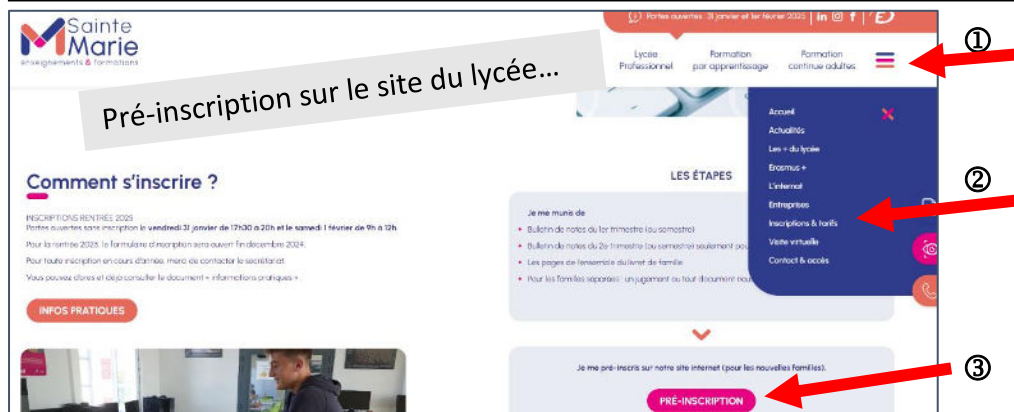 Sainte
Marie
enseignements & formations
Portes ouvertes : 31 janvier et 1er février 2025
Lycée
Professionnel
Formation
par apprentissage
Formation
continue adultes
①
Pré-inscription sur le site du lycée…
Accueil
Actualités
Les + du lycée
Erasmus +
L'internat
Entreprises
Inscriptions & tarifs
Visite virtuelle
Contact & accès
②
Comment s'inscrire ?
INSCRIPTIONS RENTRÉE 2025
Portes ouvertes sans inscription le vendredi 31 janvier de 17h30 à 20h et le samedi 1 février de 9h à 12h
Pour la rentrée 2025, le formulaire d'inscription sera ouvert fin décembre 2024.
Pour toute inscription en cours d'année, merci de contacter le secrétariat.
Vous pouvez d'ores et déjà consulter le document « informations pratiques »
INFOS PRATIQUES
LES ÉTAPES
Je me munis de
Bulletin de notes du 1er trimestre (ou semestre)
Bulletin de notes du 2e trimestre (ou semestre) seulement
Les pages de l'ensemble du livret de famille
Pour les familles séparées : un jugement ou tout document
Je me pré-inscris sur notre site internet (pour les nouvelles familles).
PRÉ-INSCRIPTION
③